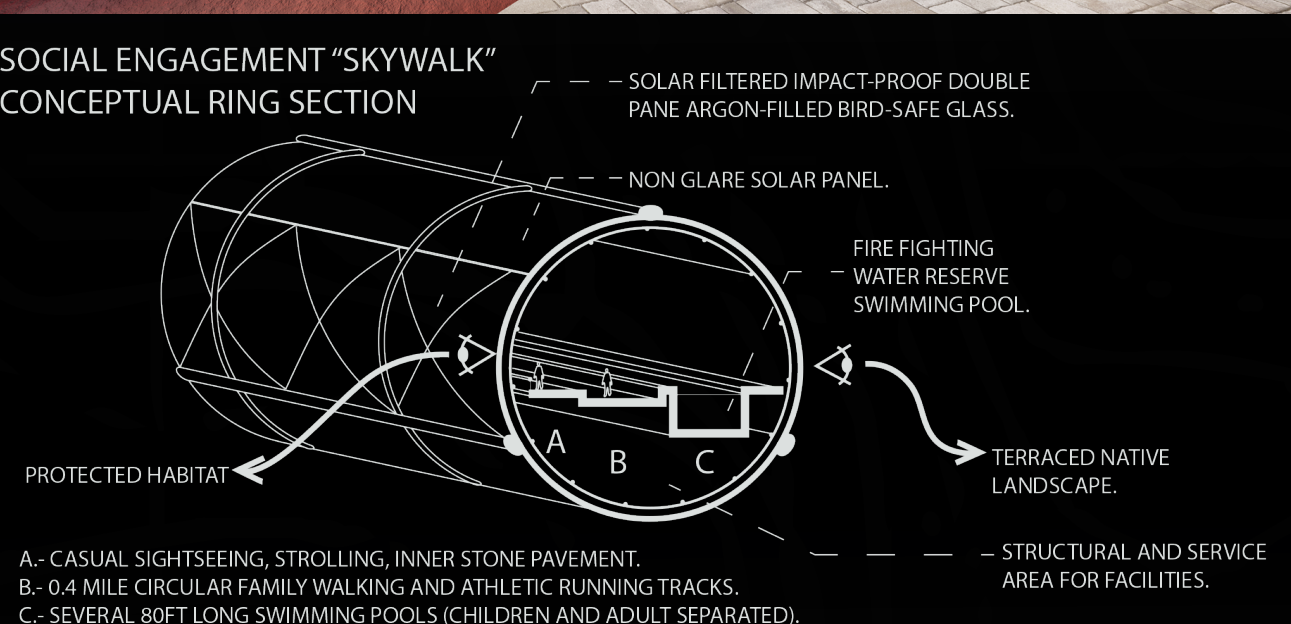 SOCIAL ENGAGEMENT “SKYWALK”
CONCEPTUAL RING SECTION
SOLAR FILTERED IMPACT-PROOF DOUBLE
PANE ARGON-FILLED BIRD-SAFE GLASS.
NON GLARE SOLAR PANEL.
FIRE FIGHTING
WATER RESERVE
SWIMMING POOL.
A
B
C
PROTECTED HABITAT
TERRACED NATIVE
LANDSCAPE.
STRUCTURAL AND SERVICE
AREA FOR FACILITIES.
A.- CASUAL SIGHTSEEING, STROLLING, INNER STONE PAVEMENT.
B.- 0.4 MILE CIRCULAR FAMILY WALKING AND ATHLETIC RUNNING TRACKS.
C.- SEVERAL 80FT LONG SWIMMING POOLS (CHILDREN AND ADULT SEPARATED).